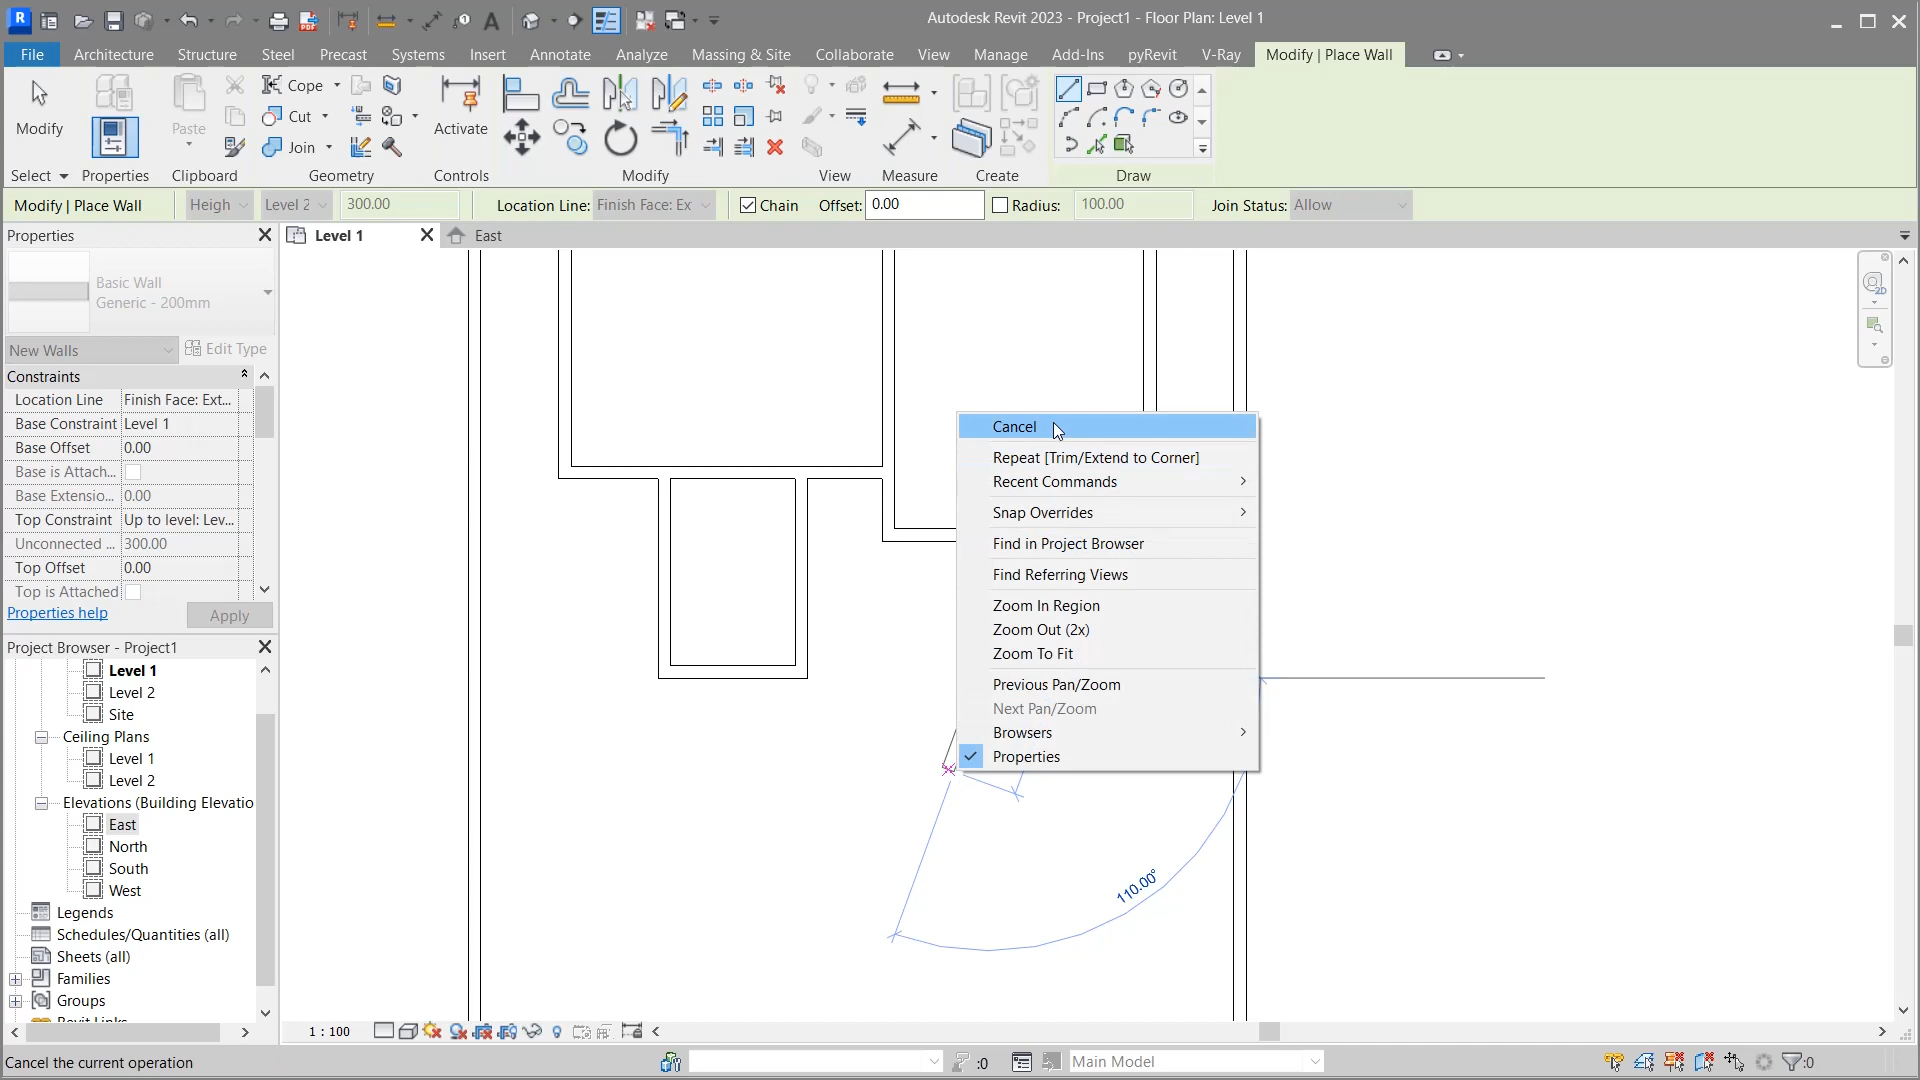 Autodesk Revit 2023 - Project1 - Floor Plan: Level 1
File Architecture Structure Steel Precast Systems Insert Annotate Analyze Massing & Site Collaborate View Manage Add-Ins pyRevit V-Ray Modify | Place Wall
Modify
Paste
Cope
Cut
Join
Activate
Select Properties Clipboard Geometry Controls Modify View Measure Create Draw
Modify | Place Wall Heigh Level 2 300.00 Location Line: Finish Face: Ex Chain Offset: 0.00 Radius: 100.00 Join Status: Allow
Properties
Level 1
East
Basic Wall
Generic - 200mm
New Walls
Edit Type
Constraints
Location Line Finish Face: Ext...
Base Constraint Level 1
Base Offset 0.00
Base is Attach...
Base Extensio... 0.00
Top Constraint Up to level: Lev...
Unconnected ... 300.00
Top Offset 0.00
Top is Attached
Properties help
Apply
Project Browser - Project1
Level 1
Level 2
Site
Ceiling Plans
Level 1
Level 2
Elevations (Building Elevatio
East
North
South
West
Legends
Schedules/Quantities (all)
Sheets (all)
Families
Groups
Revit Links
Cancel
Repeat [Trim/Extend to Corner]
Recent Commands
Snap Overrides
Find in Project Browser
Find Referring Views
Zoom In Region
Zoom Out (2x)
Zoom To Fit
Previous Pan/Zoom
Next Pan/Zoom
Browsers
Properties
110.00°
2D
1 : 100
Cancel the current operation
:0
Main Model
:0